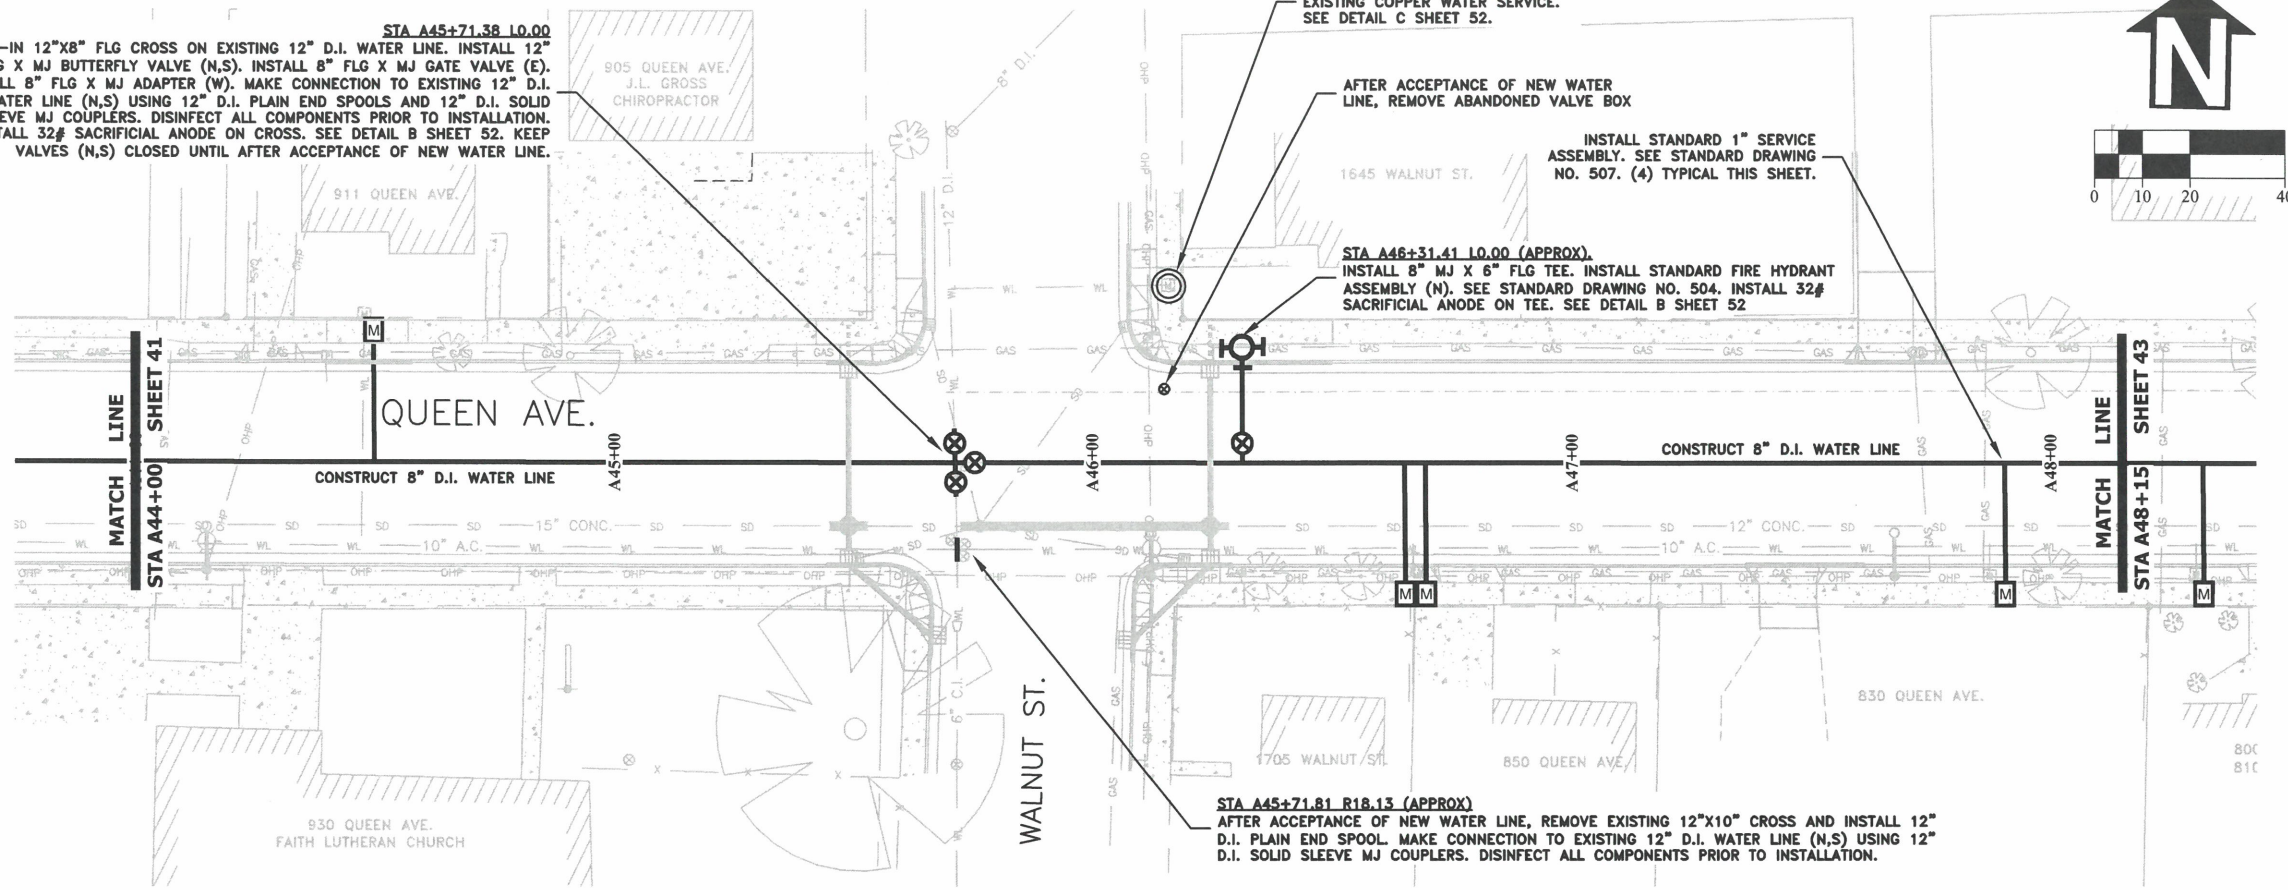 STA A45+71.38 L0.00
-IN 12"X8" FLG CROSS ON EXISTING 12" D.I. WATER LINE. INSTALL 12"
X MJ BUTTERFLY VALVE (N,S). INSTALL 8" FLG X MJ GATE VALVE (E).
LL 8" FLG X MJ ADAPTER (W). MAKE CONNECTION TO EXISTING 12" D.I.
ATER LINE (N,S) USING 12" D.I. PLAIN END SPOOLS AND 12" D.I. SOLID
EVE MJ COUPLERS. DISINFECT ALL COMPONENTS PRIOR TO INSTALLATION.
TALL 32# SACRIFICIAL ANODE ON CROSS. SEE DETAIL B SHEET 52. KEEP
VALVES (N,S) CLOSED UNTIL AFTER ACCEPTANCE OF NEW WATER LINE.
EXISTING COPPER WATER SERVICE.
SEE DETAIL C SHEET 52.
AFTER ACCEPTANCE OF NEW WATER
LINE, REMOVE ABANDONED VALVE BOX
INSTALL STANDARD 1" SERVICE
ASSEMBLY. SEE STANDARD DRAWING
NO. 507. (4) TYPICAL THIS SHEET.
STA A46+31.41 L0.00 (APPROX).
INSTALL 8" MJ X 6" FLG TEE. INSTALL STANDARD FIRE HYDRANT
ASSEMBLY (N). SEE STANDARD DRAWING NO. 504. INSTALL 32#
SACRIFICIAL ANODE ON TEE. SEE DETAIL B SHEET 52
N
0 10 20 40
905 QUEEN AVE.
J.L. GROSS
CHIROPRACTOR
911 QUEEN AVE.
8" D.I.
12" D.I.
1645 WALNUT ST.
MATCH LINE
STA A44+00 SHEET 41
M
QUEEN AVE.
CONSTRUCT 8" D.I. WATER LINE
A45+00
A46+00
A47+00
CONSTRUCT 8" D.I. WATER LINE
A48+00
MATCH LINE
STA A48+15 SHEET 43
15" CONC.
10" A.C.
12" CONC.
10" A.C.
GAS
OHP
WL
SD
M M
M
M
6" C.I.
WALNUT ST.
930 QUEEN AVE.
FAITH LUTHERAN CHURCH
1705 WALNUT ST.
850 QUEEN AVE.
830 QUEEN AVE.
STA A45+71.81 R18.13 (APPROX)
AFTER ACCEPTANCE OF NEW WATER LINE, REMOVE EXISTING 12"X10" CROSS AND INSTALL 12"
D.I. PLAIN END SPOOL. MAKE CONNECTION TO EXISTING 12" D.I. WATER LINE (N,S) USING 12"
D.I. SOLID SLEEVE MJ COUPLERS. DISINFECT ALL COMPONENTS PRIOR TO INSTALLATION.